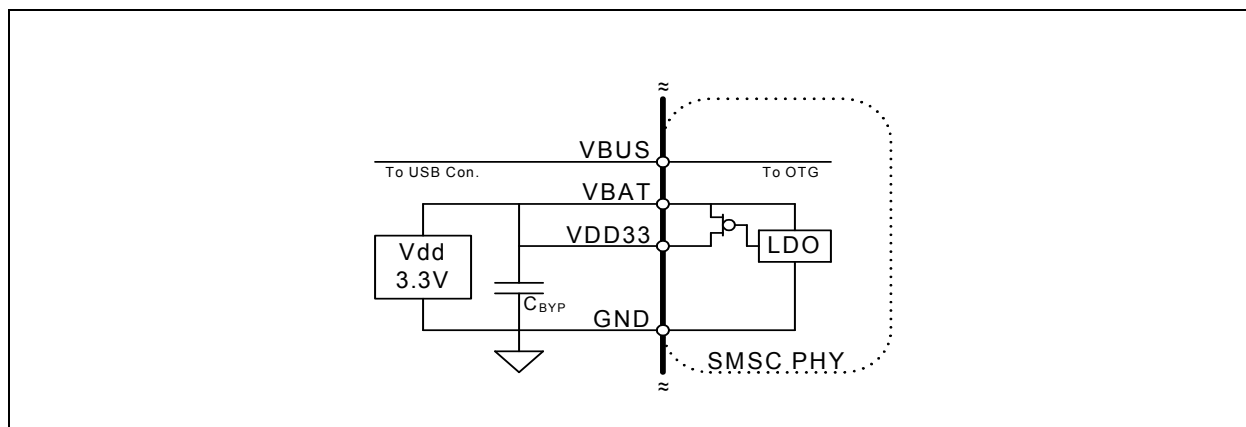 VBUS
To USB Con.
To OTG
VBAT
VDD33
LDO
Vdd
3.3V
CBYP
GND
SMSC PHY